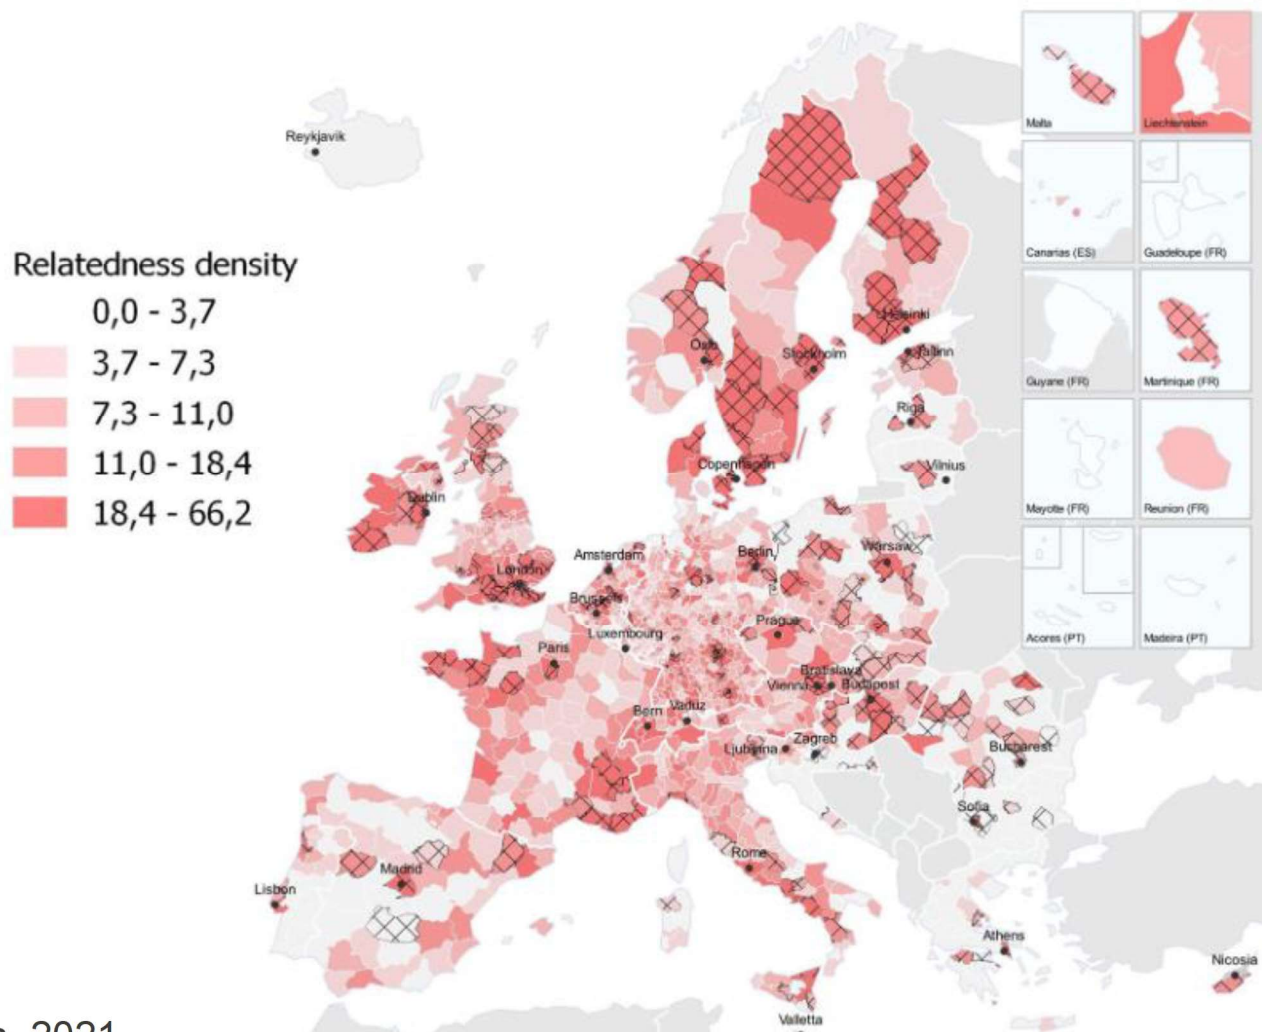 Reykjavik
Relatedness density
0,0 - 3,7
3,7 - 7,3
7,3 - 11,0
11,0 - 18,4
18,4 - 66,2
Oslo
Stockholm
Helsinki
Tallinn
Riga
Vilnius
Copenhagen
Dublin
London
Amsterdam
Brussels
Luxembourg
Berlin
Warsaw
Prague
Paris
Bratislava
Vienna
Budapest
Bern
Vaduz
Ljubljna
Zagreb
Bucharest
Sofia
Rome
Madrid
Lisbon
Athens
Nicosia
Valletta
Malta
Liechtenstein
Canarias (ES)
Guadeloupe (FR)
Guyane (FR)
Martinique (FR)
Mayotte (FR)
Reunion (FR)
Acores (PT)
Madeira (PT)
2021